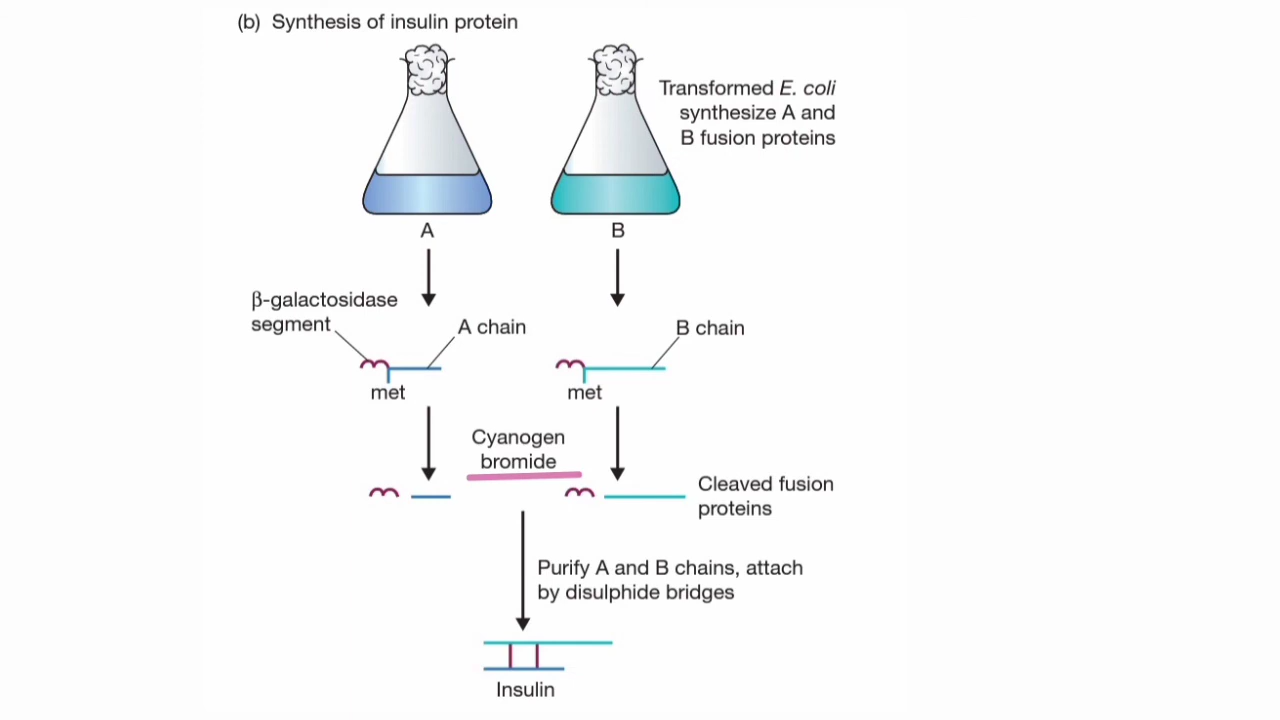 (b) Synthesis of insulin protein
Transformed E. coli
synthesize A and
B fusion proteins
A
B
β-galactosidase
segment
A chain
B chain
met
met
Cyanogen
bromide
Cleaved fusion
proteins
Purify A and B chains, attach
by disulphide bridges
Insulin